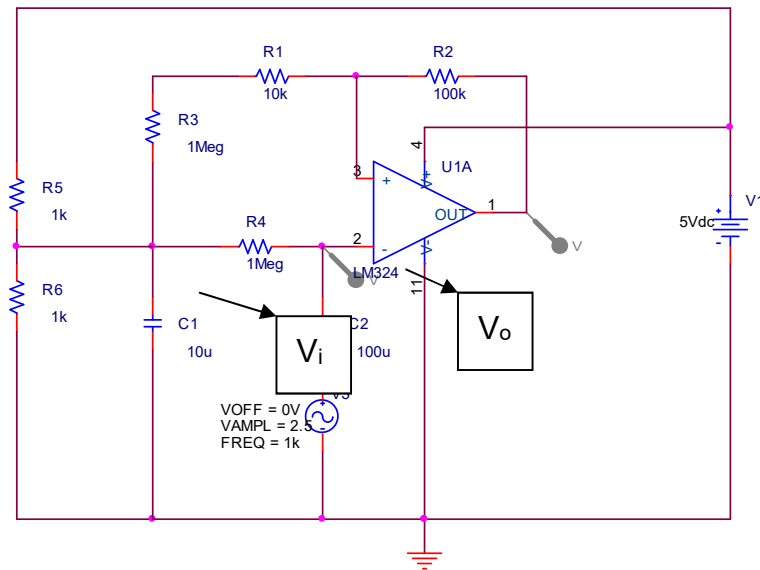 R1
10k
R2
100k
R3
1Meg
4
U1A
3
+
V+
R5
1k
OUT
1
V1
5Vdc
R4
1Meg
2
-
V-
LM324
11
V
V
R6
1k
C1
10u
C2
100u
Vi
Vo
VOFF = 0V
VAMPL = 2.5
FREQ = 1k